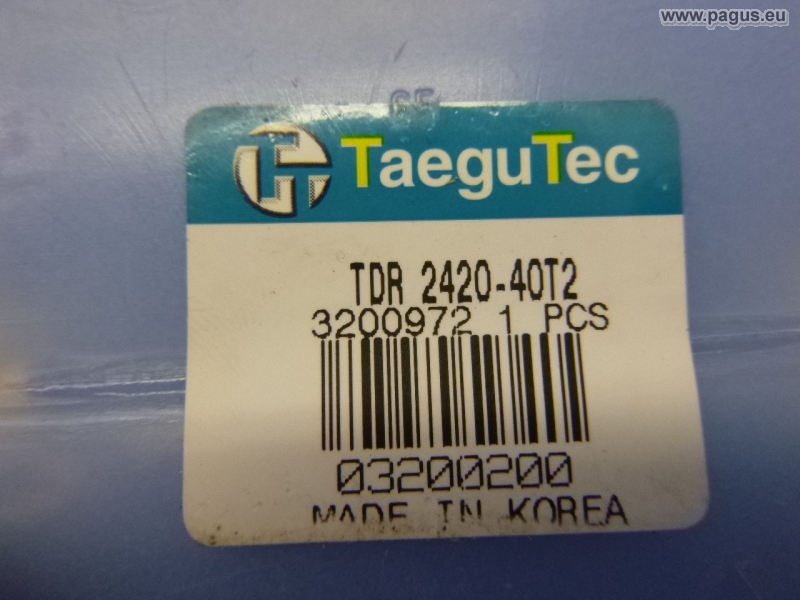 www.pagus.eu
TaeguTec
TDR 2420-40T2
3200972 1 PCS
03200200
MADE IN KOREA